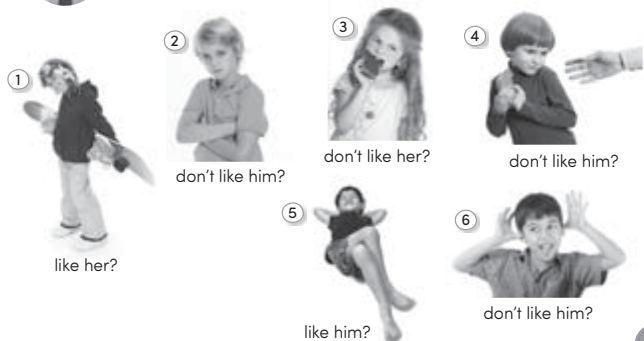 1
like her?
2
don't like him?
3
don't like her?
4
don't like him?
5
like him?
6
don't like him?